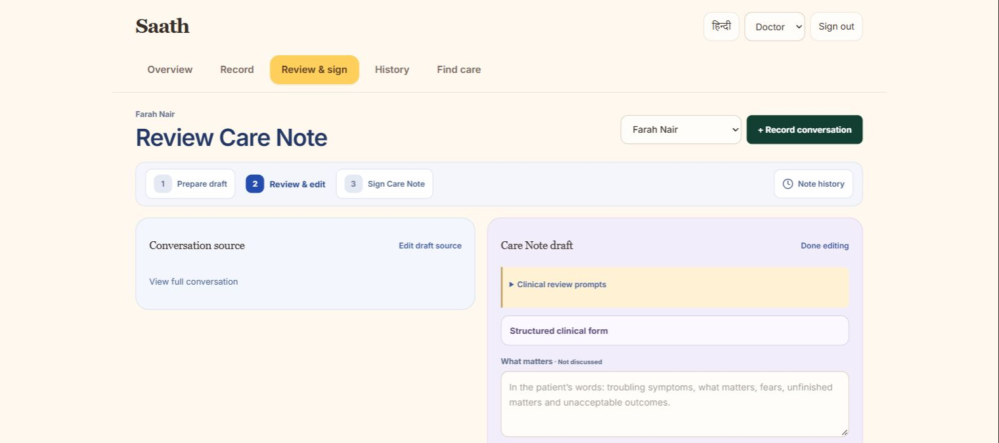 Saath
हिन्दी
Doctor
Sign out
Overview
Record
Review & sign
History
Find care
Farah Nair
Review Care Note
Farah Nair
+ Record conversation
1 Prepare draft
2 Review & edit
3 Sign Care Note
Note history
Conversation source
Edit draft source
View full conversation
Care Note draft
Done editing
Clinical review prompts
Structured clinical form
What matters · Not discussed
In the patient's words: troubling symptoms, what matters, fears, unfinished
matters and unacceptable outcomes.